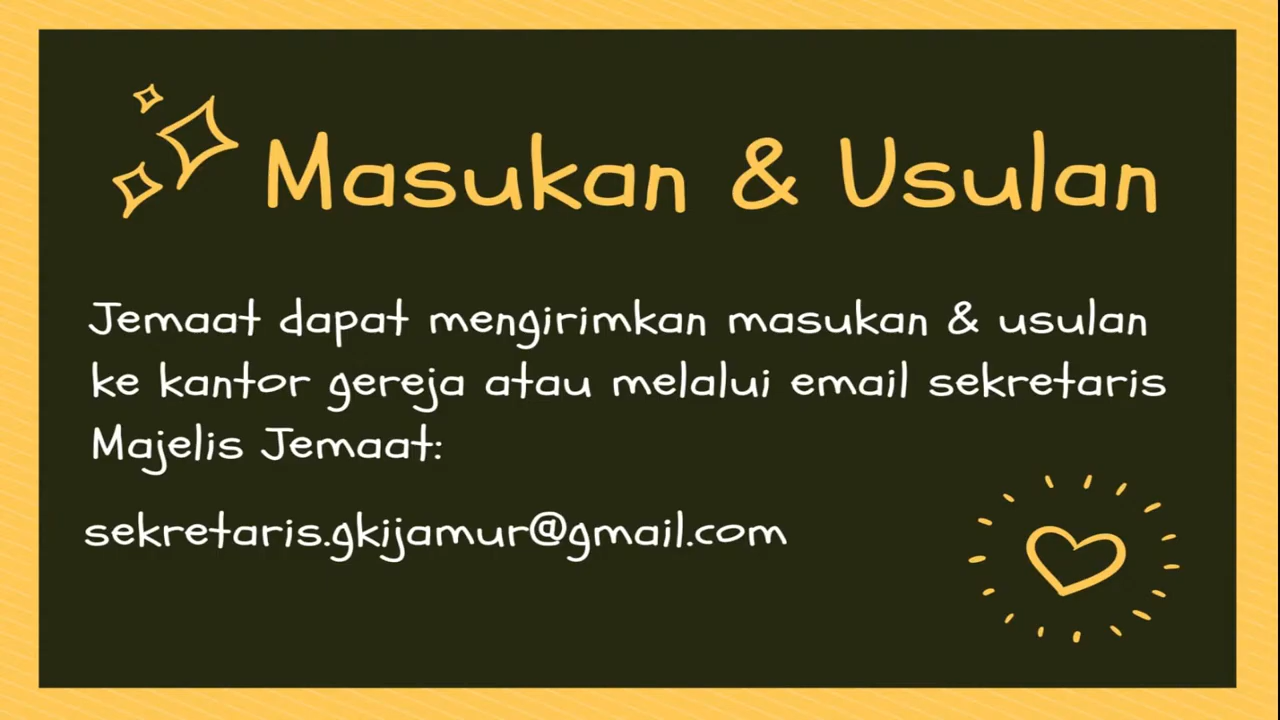 Masukan & Usulan
Jemaat dapat mengirimkan masukan & usulan
ke kantor gereja atau melalui email sekretaris
Majelis Jemaat:
sekretaris.gkijamur@gmail.com